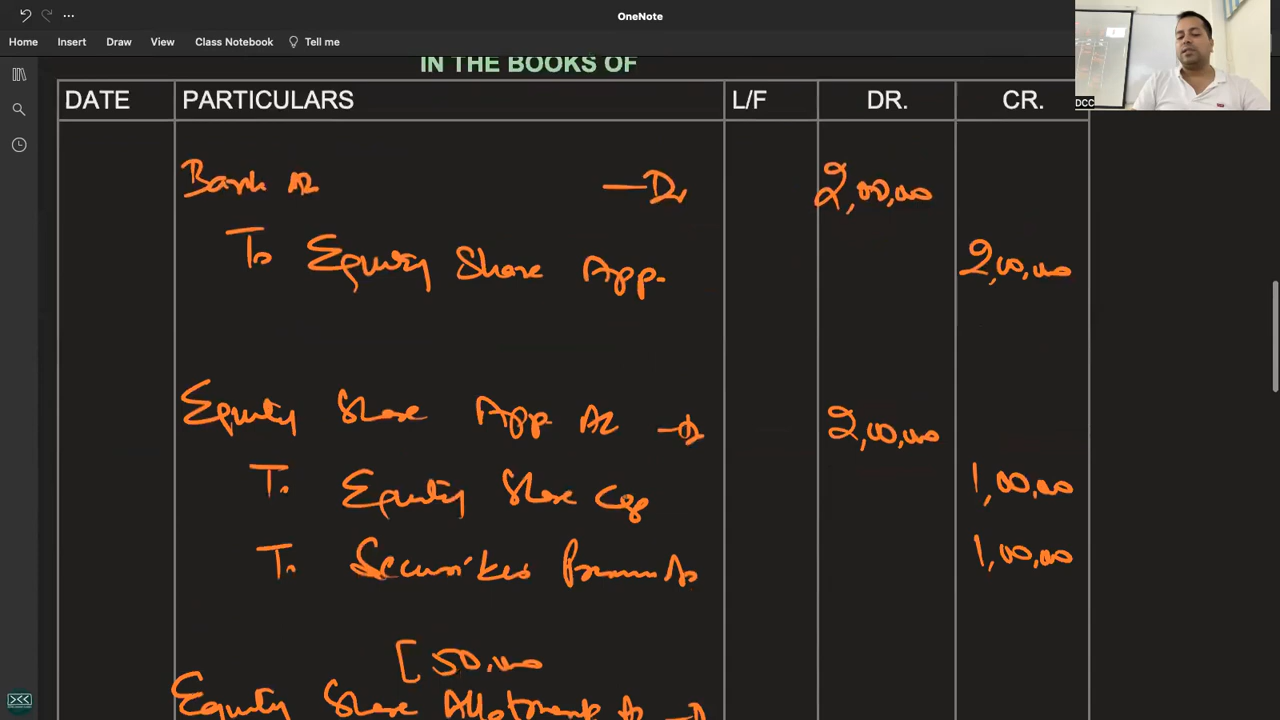 OneNote
Home Insert Draw View Class Notebook Tell me
IN THE BOOKS OF
DCC
DATE PARTICULARS L/F DR. CR.
Bank A/c — Dr 2,00,000
To Equity Share App. 2,00,000
Equity Share App A/c — Dr 2,00,000
To Equity Share Cap 1,00,000
To Securities Premium A/c 1,00,000
[50,000
Equity Share Allotment A/c — D